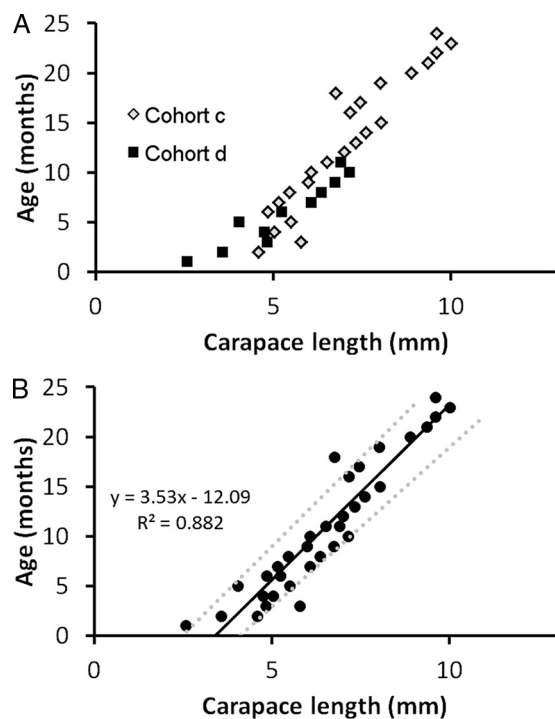 A
25
20
15
10
5
0
Age (months)
Cohort c
Cohort d
0 5 10
Carapace length (mm)
B
25
20
15
10
5
0
Age (months)
y = 3.53x - 12.09
R² = 0.882
0 5 10
Carapace length (mm)